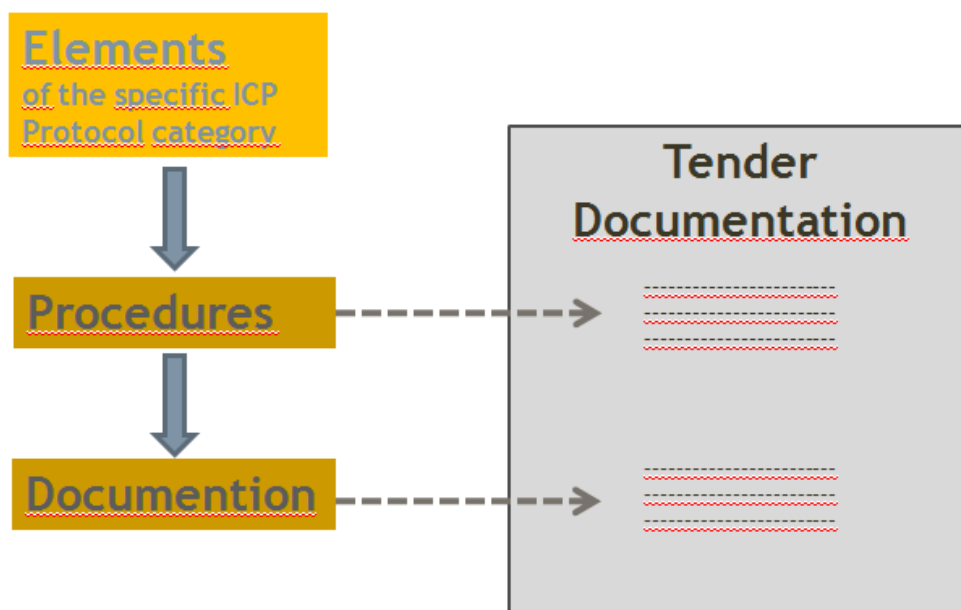 Elements
of the specific ICP
Protocol category
Procedures
Documention
Tender
Documentation